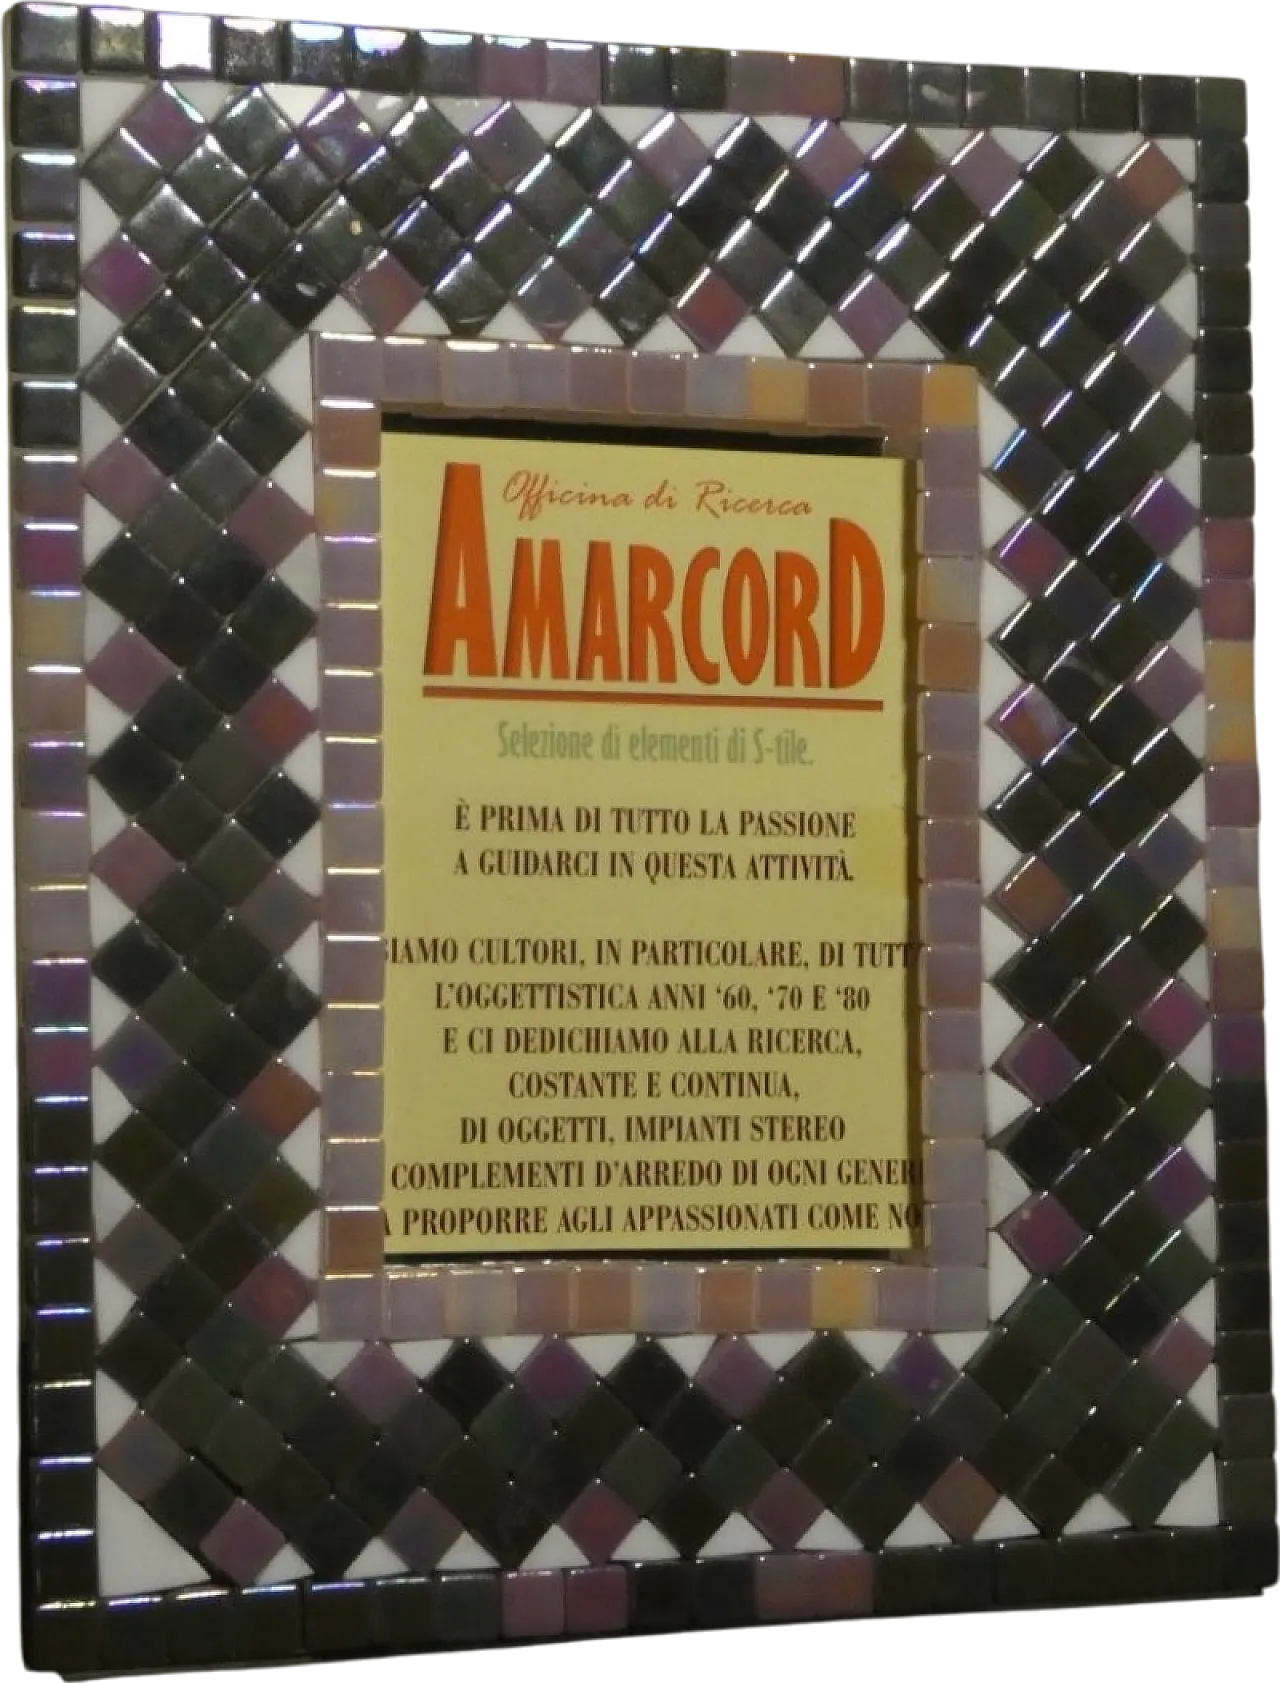 Officina di Ricerca
AMARCORD
Selezione di elementi di S-tile.
È PRIMA DI TUTTO LA PASSIONE
A GUIDARCI IN QUESTA ATTIVITÀ.
SIAMO CULTORI, IN PARTICOLARE, DI TUTT
L'OGGETTISTICA ANNI '60, '70 E '80
E CI DEDICHIAMO ALLA RICERCA,
COSTANTE E CONTINUA,
DI OGGETTI, IMPIANTI STEREO
COMPLEMENTI D'ARREDO DI OGNI GENER
A PROPORRE AGLI APPASSIONATI COME NO